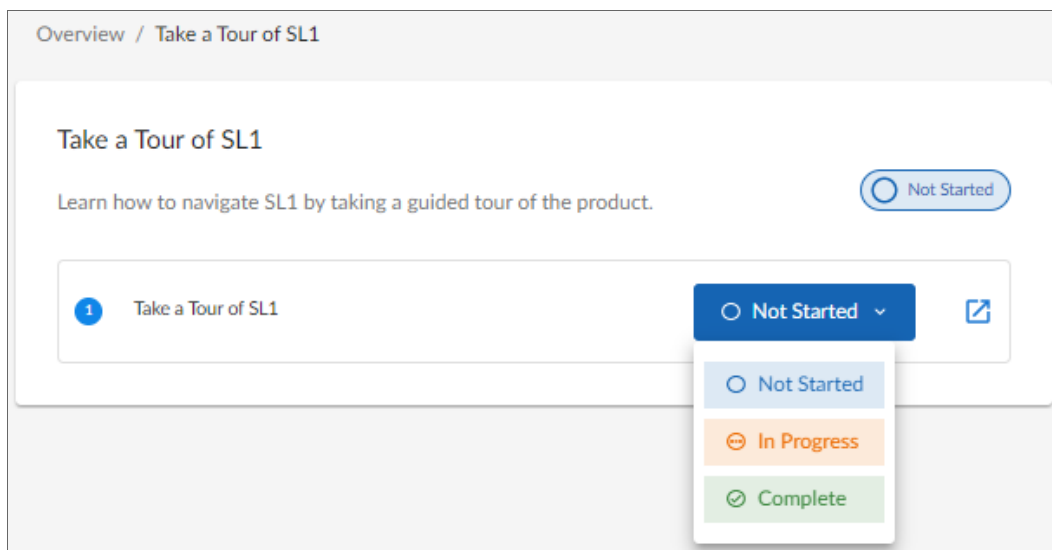 Overview / Take a Tour of SL1
Take a Tour of SL1
Learn how to navigate SL1 by taking a guided tour of the product.
Not Started
1 Take a Tour of SL1 Not Started
Not Started
In Progress
Complete